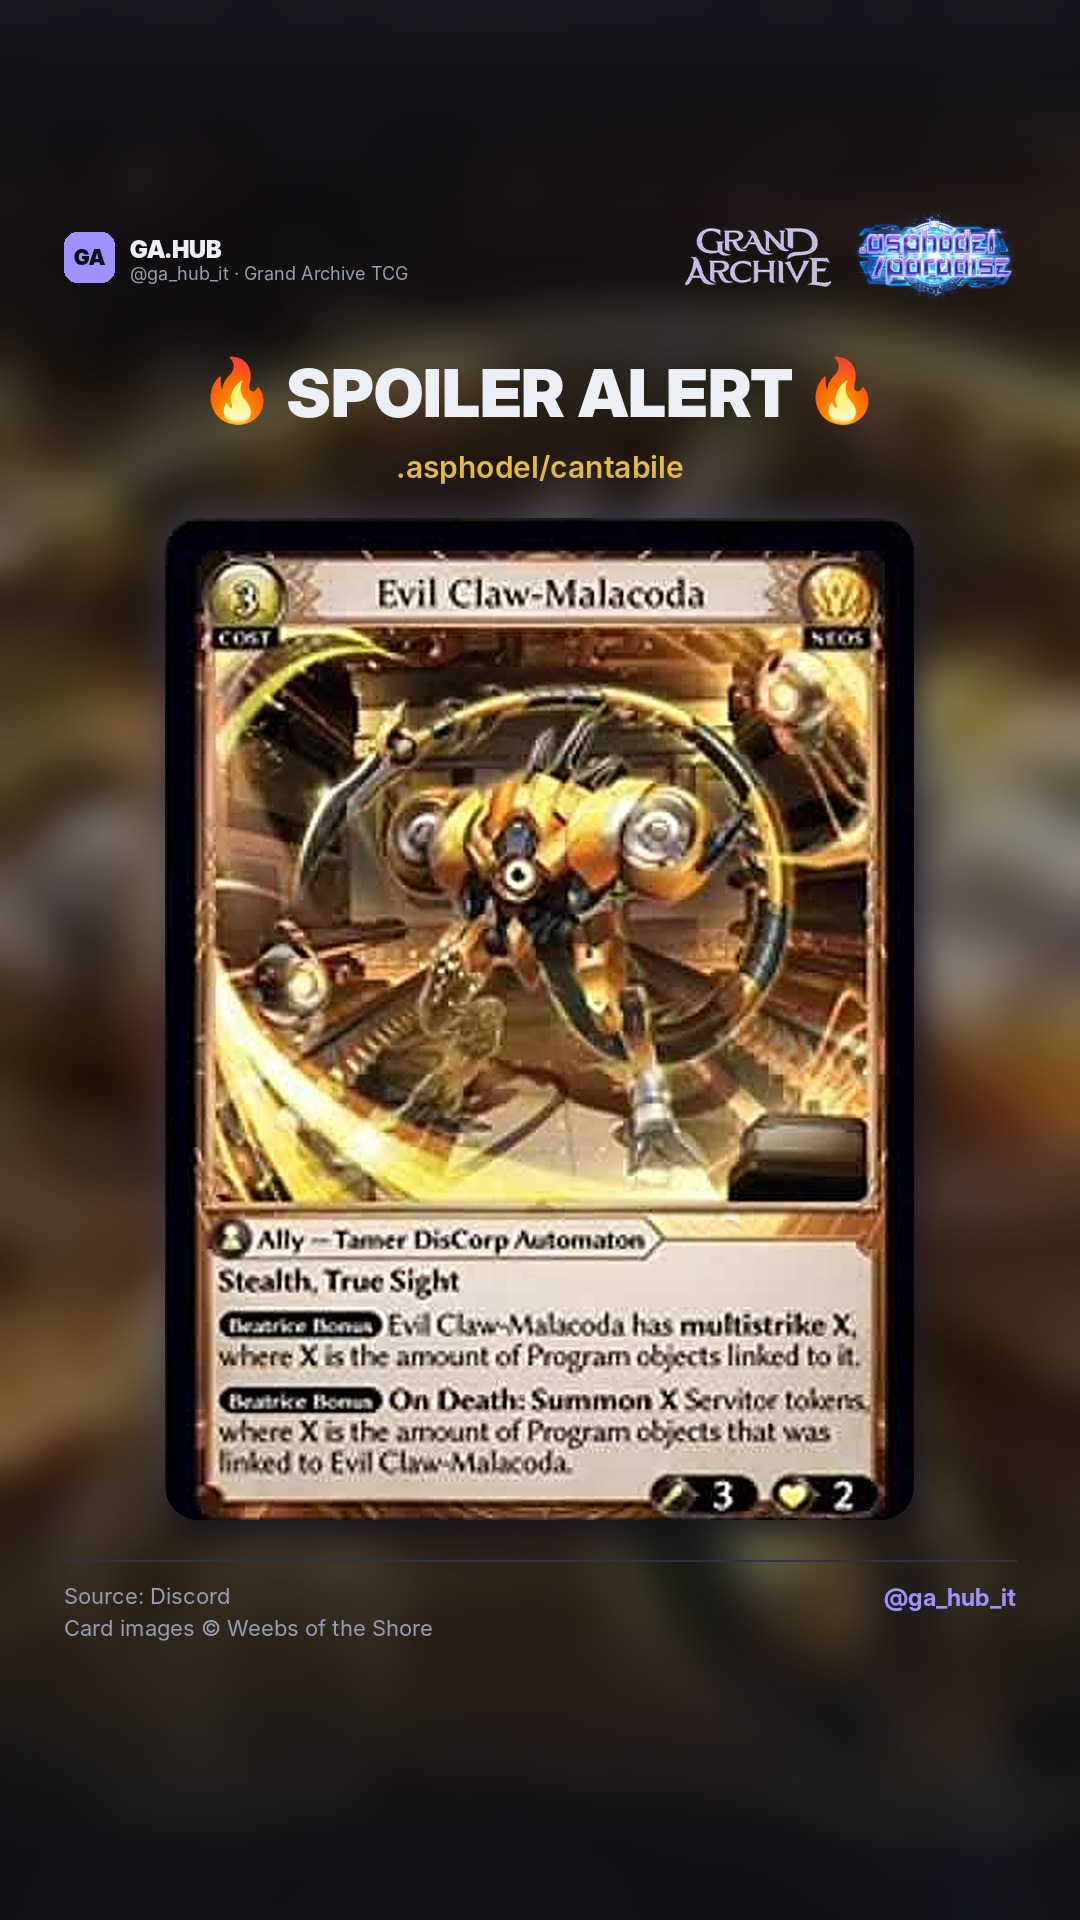 GA
GA.HUB
@ga_hub_it · Grand Archive TCG
GRAND
ARCHIVE
.asphodel
/paradise
🔥 SPOILER ALERT 🔥
.asphodel/cantabile
3
Evil Claw-Malacoda
COST
NEOS
Ally — Tamer DisCorp Automaton
Stealth, True Sight
Beatrice Bonus Evil Claw-Malacoda has multistrike X,
where X is the amount of Program objects linked to it.
Beatrice Bonus On Death: Summon X Servitor tokens,
where X is the amount of Program objects that was
linked to Evil Claw-Malacoda.
3 2
Source: Discord
@ga_hub_it
Card images © Weebs of the Shore